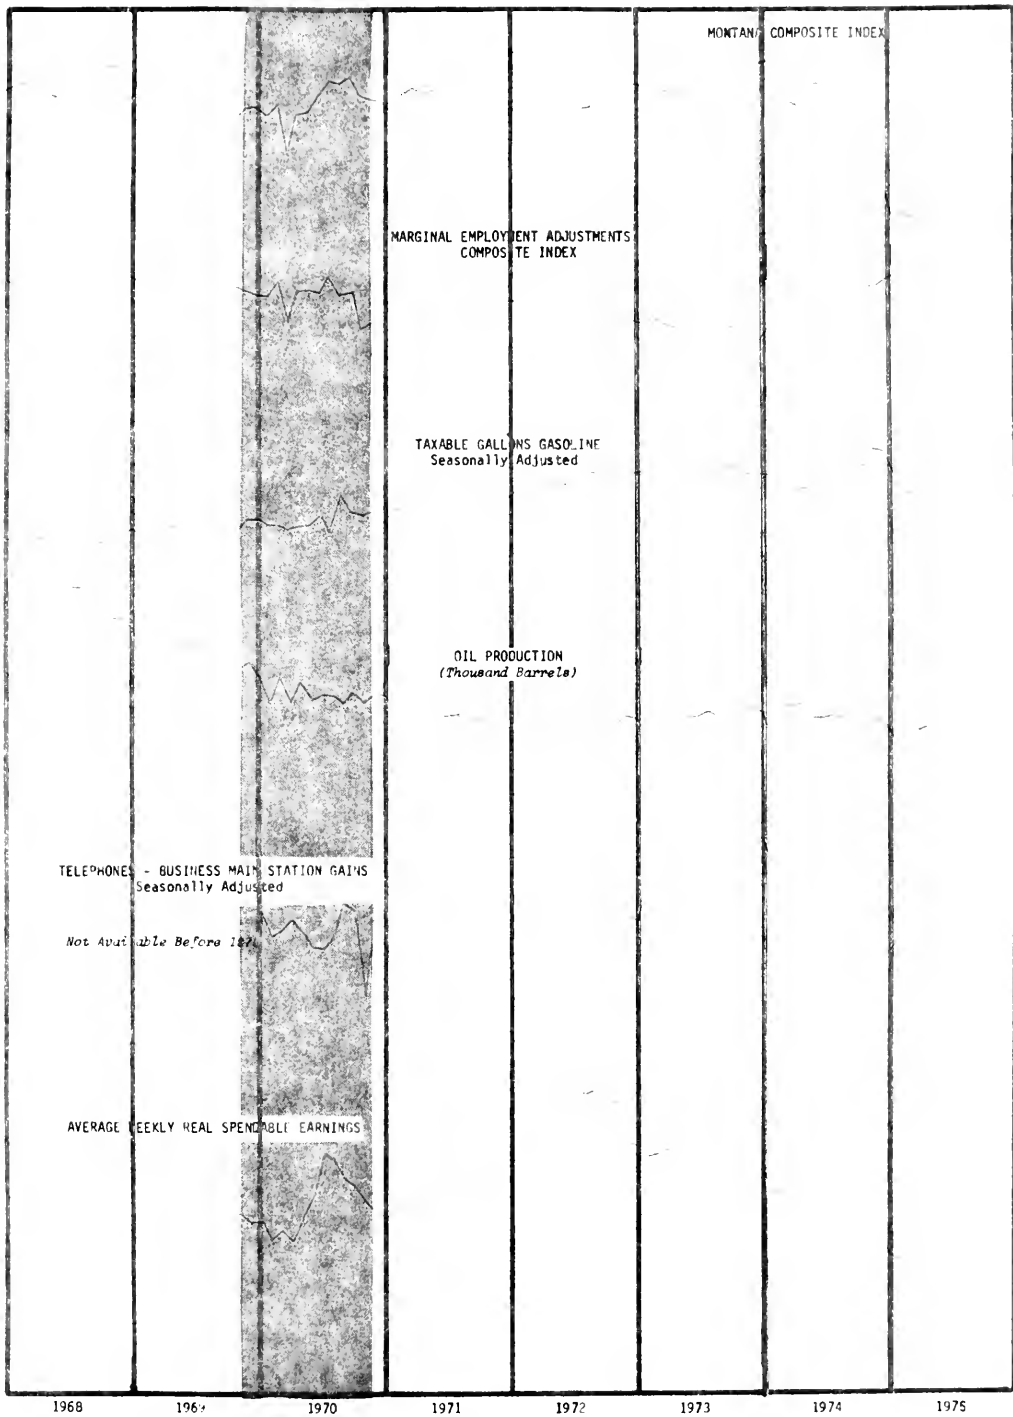 MONTANA COMPOSITE INDEX
MARGINAL EMPLOYMENT ADJUSTMENTS
COMPOSITE INDEX
TAXABLE GALLONS GASOLINE
Seasonally Adjusted
OIL PRODUCTION
(Thousand Barrels)
TELEPHONES - BUSINESS MAIN STATION GAINS
Seasonally Adjusted
Not Available Before 1970
AVERAGE WEEKLY REAL SPENDABLE EARNINGS
1968 1969 1970 1971 1972 1973 1974 1975